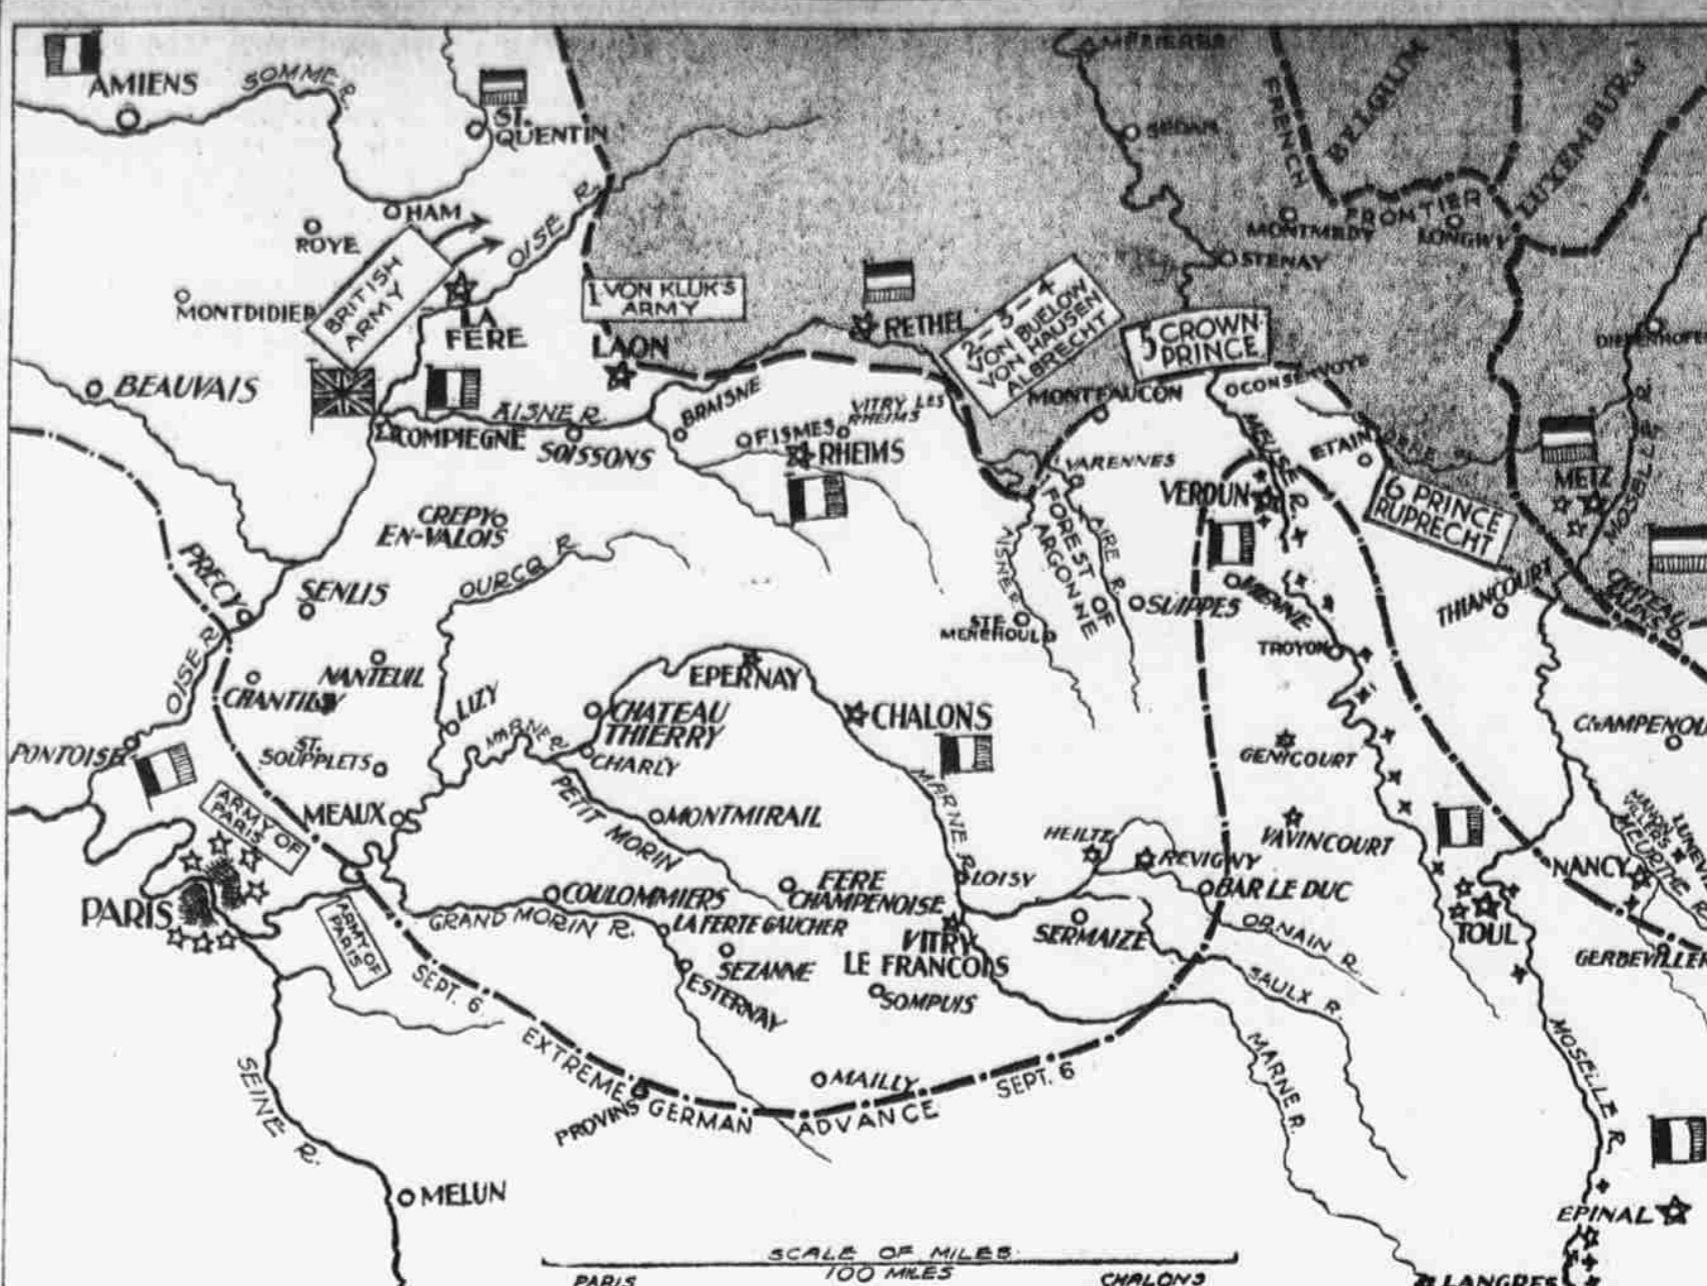 AMIENS
SOMME R.
ST.
QUENTIN
MEZIERES
SEDAN
FRENCH
BELGIUM
LUXEMBURG
HAM
ROYE
OISE R.
FRONTIER
MONTMEDY
LONGWY
STENAY
BRITISH
ARMY
MONTDIDIER
LA
FERE
1 VON KLUK'S
ARMY
LAON
RETHEL
2-3-4
VON BUELOW
VON HAUSEN
ALBRECHT
5 CROWN
PRINCE
BEAUVAIS
COMPIEGNE
AISNE R.
SOISSONS
BRAISNE
FISMES
VITRY LES
RHEIMS
RHEIMS
MONTFAUCON
CONSENVOYE
MEUSE R.
ETAIN
ORNE R.
METZ
MOSELLE R.
VARENNES
VERDUN
6 PRINCE
RUPRECHT
CREPY
EN-VALOIS
OURCQ R.
FOREST OF
ARGONNE
AIRE R.
PRECY
SENLIS
STE
MENEHOULD
SUIPPES
THIANCOURT
CHATEAU
SALINS
TROYON
OISE R.
NANTEUIL
CHANTILLY
LIZY
EPERNAY
CHATEAU
THIERRY
CHALONS
MARNE R.
CHARLY
PONTOISE
ST.
SOUPPLETS
GENICOURT
ARMY OF
PARIS
MEAUX
PETIT MORIN
MONTMIRAIL
MARNE R.
HEILTZ
VAVINCOURT
REVIGNY
LOISY
BAR LE DUC
NANCY
MEURTHE R.
PARIS
COULOMMIERS
FERE
CHAMPENOISE
GRAND MORIN R.
LA FERTE GAUCHER
VITRY
LE FRANCOIS
SERMAIZE
ORNAIN R.
TOUL
ARMY OF
PARIS
SEZANNE
ESTERNAY
SOMPUIS
SAULX R.
SEPT. 6
EXTREME GERMAN ADVANCE
SEPT. 6
MAILLY
PROVINS
SEINE R.
MARNE R.
MOSELLE R.
MELUN
EPINAL
SCALE OF MILES
100 MILES
PARIS
CHALONS
LANGRES